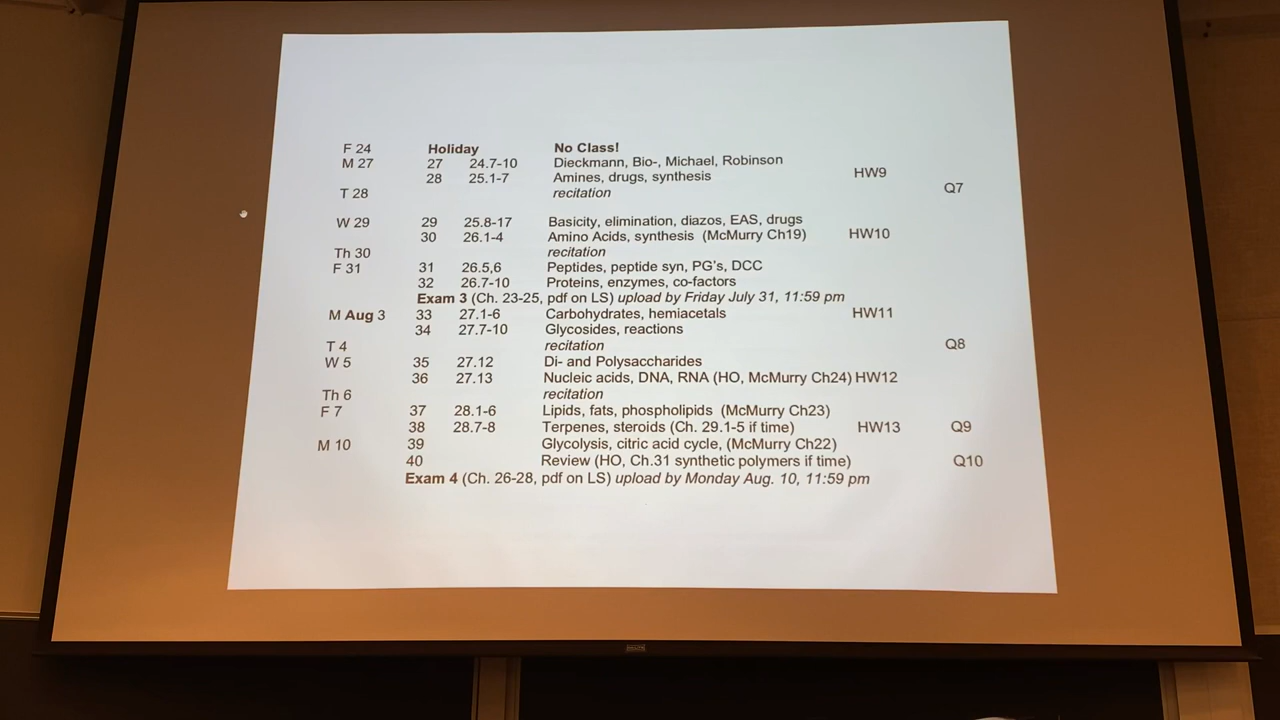 F 24 Holiday No Class!
M 27 27 24.7-10 Dieckmann, Bio-, Michael, Robinson
28 25.1-7 Amines, drugs, synthesis HW9
T 28 recitation Q7
W 29 29 25.8-17 Basicity, elimination, diazos, EAS, drugs
30 26.1-4 Amino Acids, synthesis (McMurry Ch19) HW10
Th 30 recitation
F 31 31 26.5,6 Peptides, peptide syn, PG's, DCC
32 26.7-10 Proteins, enzymes, co-factors
Exam 3 (Ch. 23-25, pdf on LS) upload by Friday July 31, 11:59 pm
M Aug 3 33 27.1-6 Carbohydrates, hemiacetals HW11
34 27.7-10 Glycosides, reactions
T 4 recitation Q8
W 5 35 27.12 Di- and Polysaccharides
36 27.13 Nucleic acids, DNA, RNA (HO, McMurry Ch24) HW12
Th 6 recitation
F 7 37 28.1-6 Lipids, fats, phospholipids (McMurry Ch23)
38 28.7-8 Terpenes, steroids (Ch. 29.1-5 if time) HW13 Q9
M 10 39 Glycolysis, citric acid cycle, (McMurry Ch22)
40 Review (HO, Ch.31 synthetic polymers if time) Q10
Exam 4 (Ch. 26-28, pdf on LS) upload by Monday Aug. 10, 11:59 pm